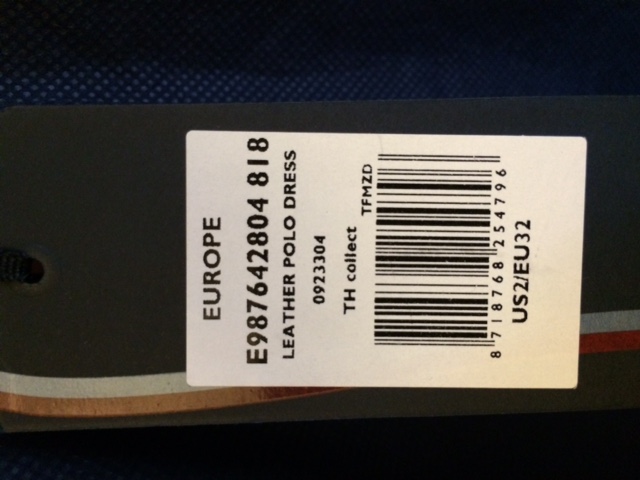 EUROPE
E987642804 818
LEATHER POLO DRESS
0923304
TH collect
TFMZD
8 718768 254796
US2/EU32